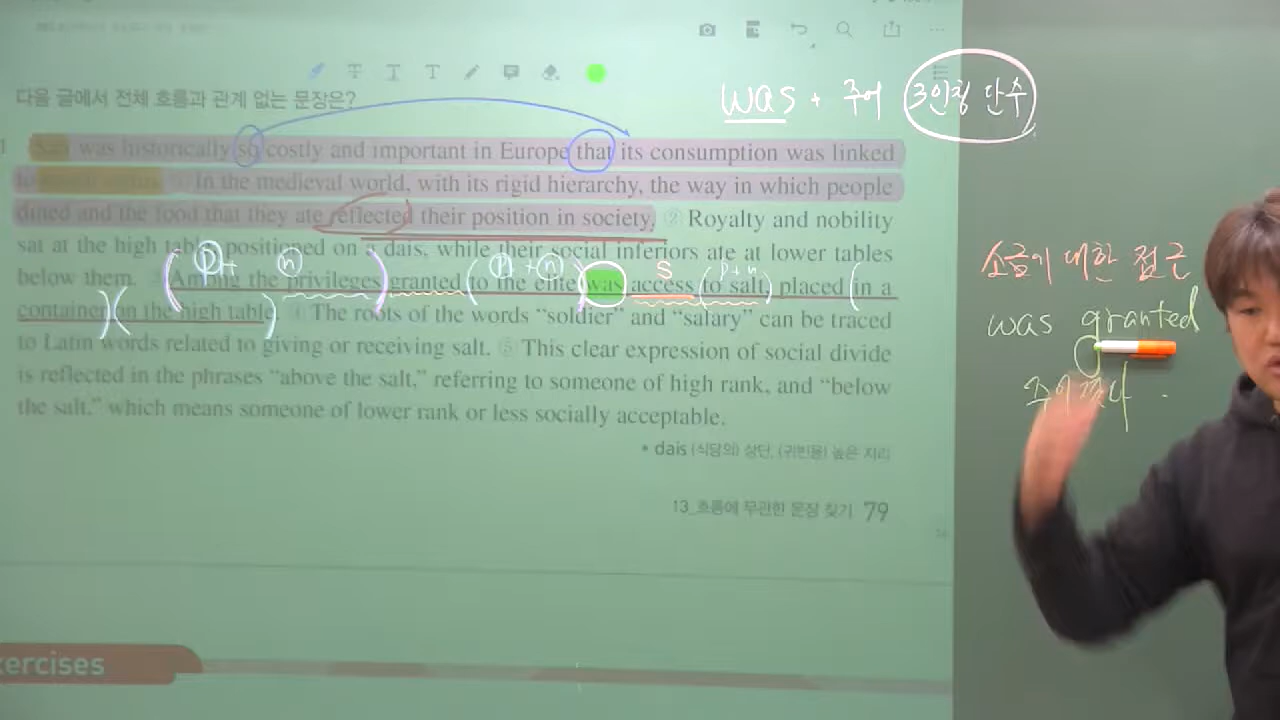 다음 글에서 전체 흐름과 관계 없는 문장은?
was + 주어 3인칭 단수
1 Salt was historically so costly and important in Europe that its consumption was linked
to social status. In the medieval world, with its rigid hierarchy, the way in which people
dined and the food that they ate reflected their position in society. ② Royalty and nobility
sat at the high table positioned on a dais, while their social inferiors ate at lower tables
below them. ③ Among the privileges granted to the elite was access to salt, placed in a
container on the high table. ④ The roots of the words “soldier” and “salary” can be traced
to Latin words related to giving or receiving salt. ⑤ This clear expression of social divide
is reflected in the phrases “above the salt,” referring to someone of high rank, and “below
the salt,” which means someone of lower rank or less socially acceptable.
* dais (식당의) 상단, (귀빈용) 높은 자리
13_흐름에 무관한 문장 찾기 79
xercises
p + n
p + n
S
p + n
소금에 대한 접근
was granted